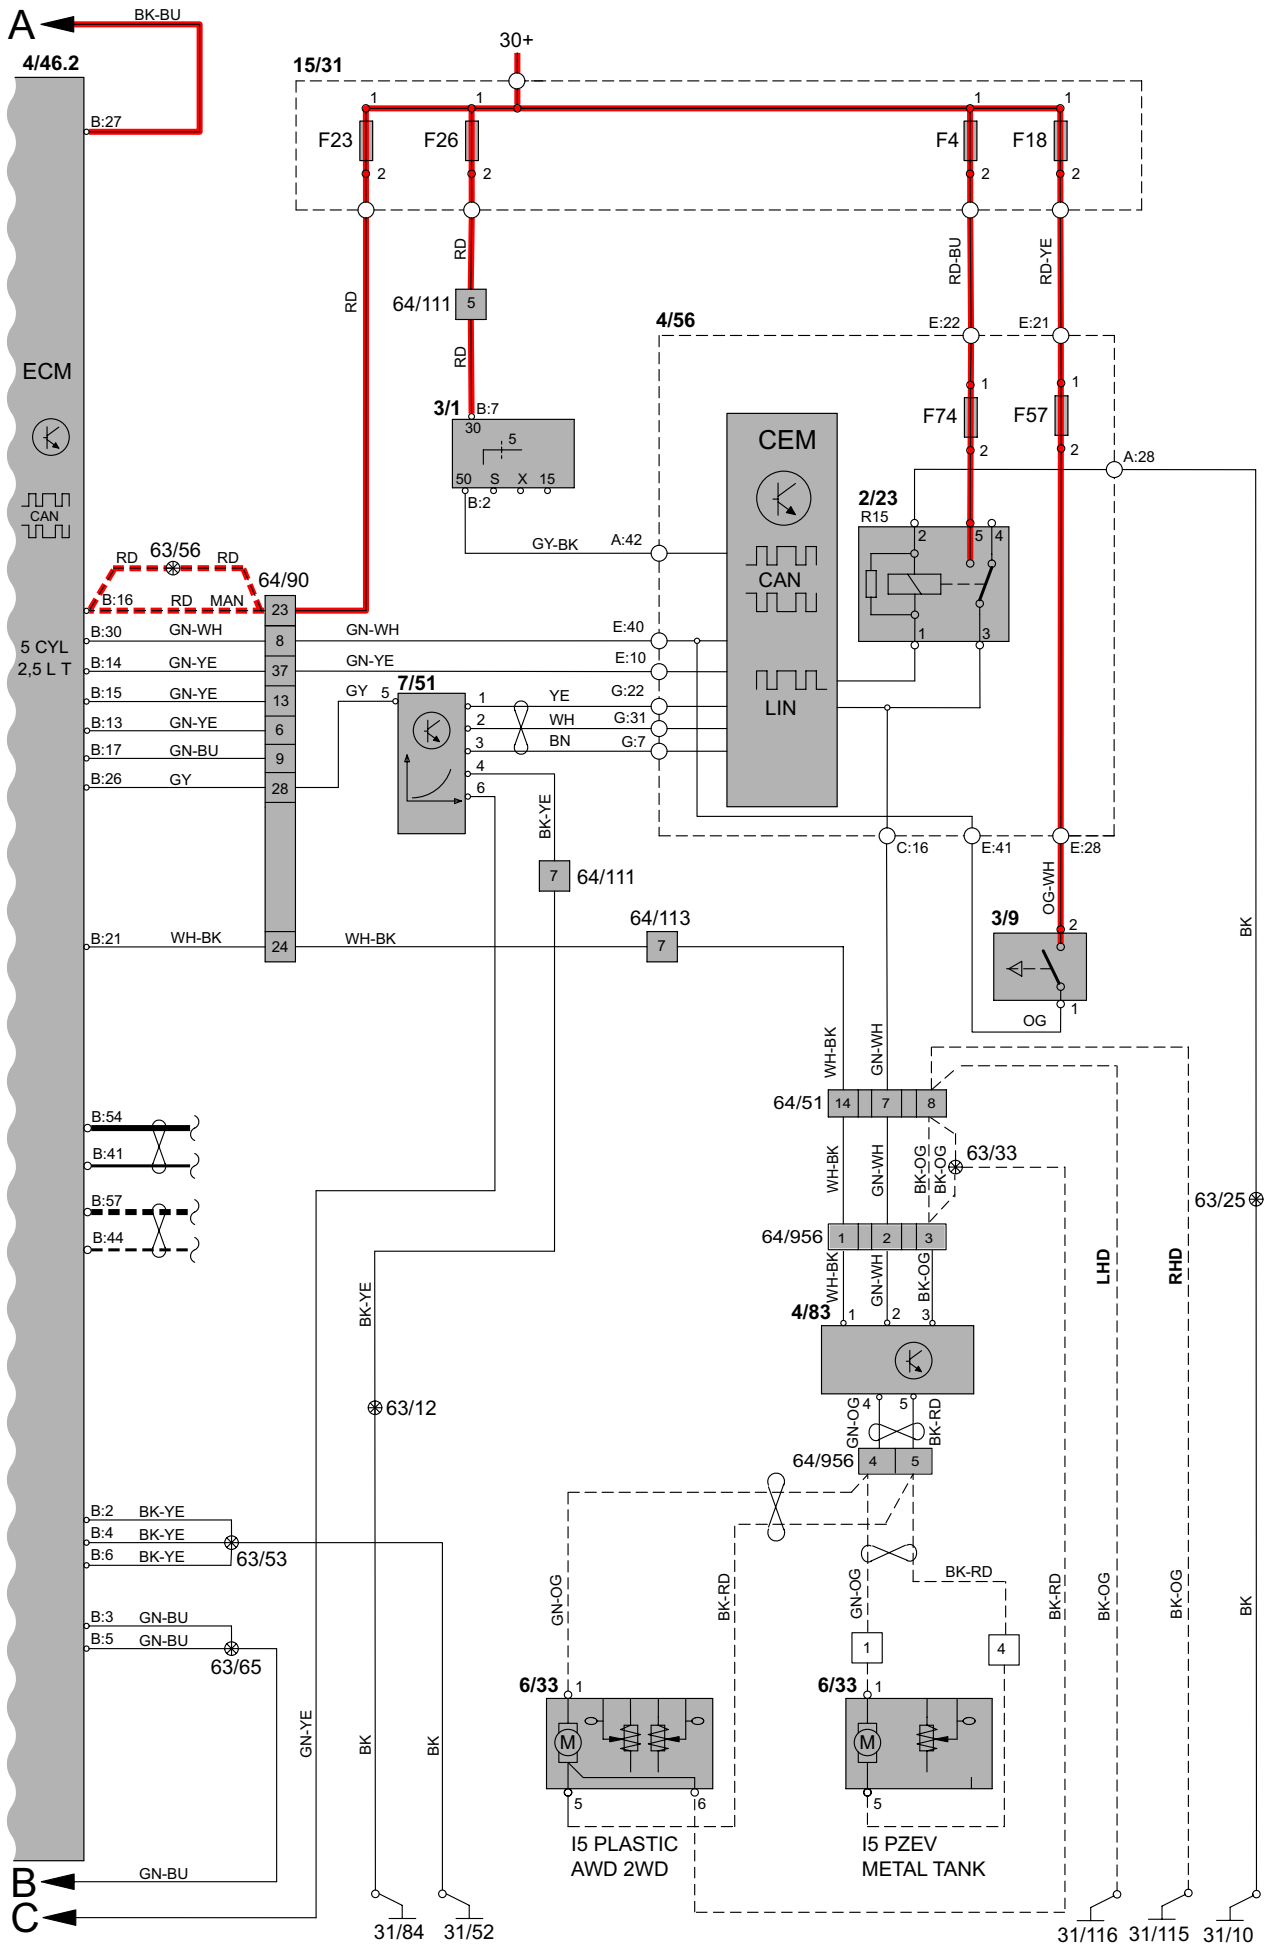 A
BK-BU
4/46.2
B:27
30+
15/31
1
1
1
1
F23
F26
F4
F18
2
2
2
2
RD
RD
RD-BU
RD-YE
64/111
5
RD
4/56
E:22
E:21
ECM
CAN
3/1
B:7
30
5
50
S
X
15
B:2
GY-BK
A:42
CEM
CAN
LIN
1
1
F74
F57
2
2
A:28
2/23
R15
2
5
4
1
3
RD
63/56
RD
64/90
B:16
RD
MAN
23
B:30
GN-WH
8
GN-WH
E:40
5 CYL
2,5 L T
B:14
GN-YE
37
GN-YE
E:10
B:15
GN-YE
13
GY
5
7/51
1
YE
G:22
B:13
GN-YE
6
2
WH
G:31
B:17
GN-BU
9
3
BN
G:7
B:26
GY
28
4
6
BK-YE
7
64/111
C:16
E:41
E:28
OG-WH
3/9
2
1
OG
BK
B:21
WH-BK
24
WH-BK
64/113
7
WH-BK
GN-WH
64/51
14
7
8
B:54
B:41
B:57
B:44
WH-BK
GN-WH
BK-OG
BK-OG
63/33
63/25
64/956
1
2
3
WH-BK
GN-WH
BK-OG
LHD
RHD
4/83
1
2
3
BK-YE
63/12
GN-OG
4
5
BK-RD
64/956
4
5
B:2
BK-YE
B:4
BK-YE
B:6
BK-YE
63/53
B:3
GN-BU
B:5
GN-BU
63/65
GN-OG
BK-RD
GN-OG
BK-RD
BK-RD
BK-OG
BK-OG
BK
1
4
GN-YE
BK
BK
6/33
1
M
5
6
6/33
1
M
5
I5 PLASTIC
AWD 2WD
I5 PZEV
METAL TANK
B
GN-BU
C
31/84
31/52
31/116
31/115
31/10